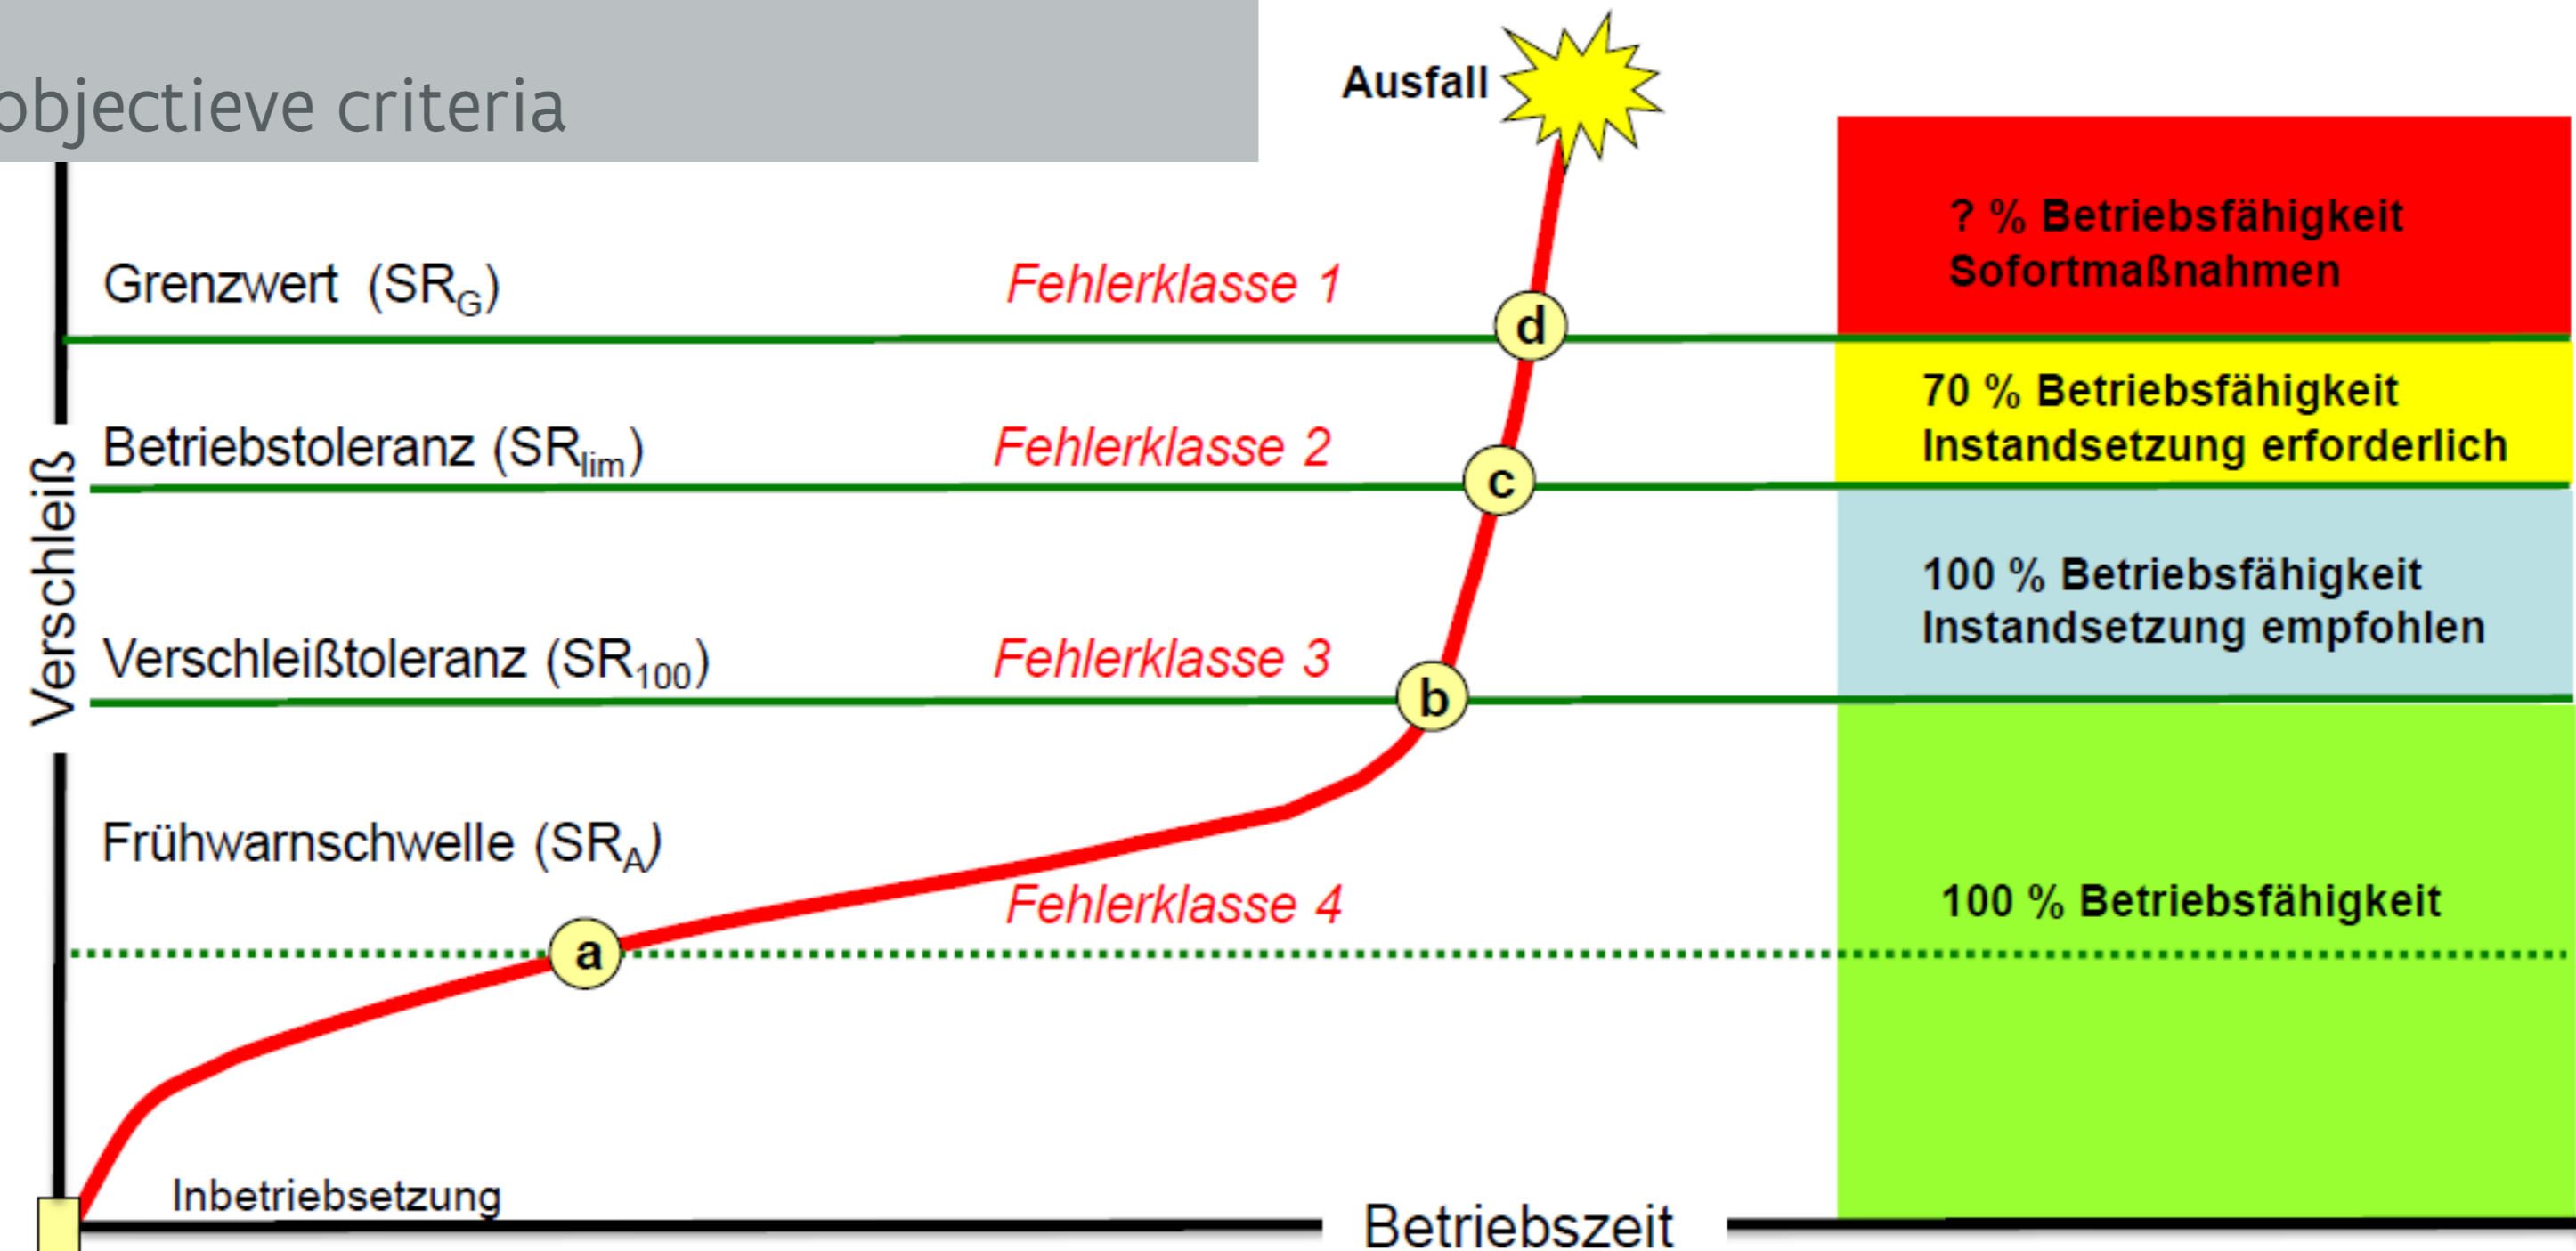 objectieve criteria
Ausfall
? % Betriebsfähigkeit
Sofortmaßnahmen
Grenzwert (SRG)
Fehlerklasse 1
d
70 % Betriebsfähigkeit
Instandsetzung erforderlich
Betriebstoleranz (SRlim)
Fehlerklasse 2
c
Verschleiß
100 % Betriebsfähigkeit
Instandsetzung empfohlen
Verschleißtoleranz (SR100)
Fehlerklasse 3
b
Frühwarnschwelle (SRA)
Fehlerklasse 4
100 % Betriebsfähigkeit
a
Inbetriebsetzung
Betriebszeit